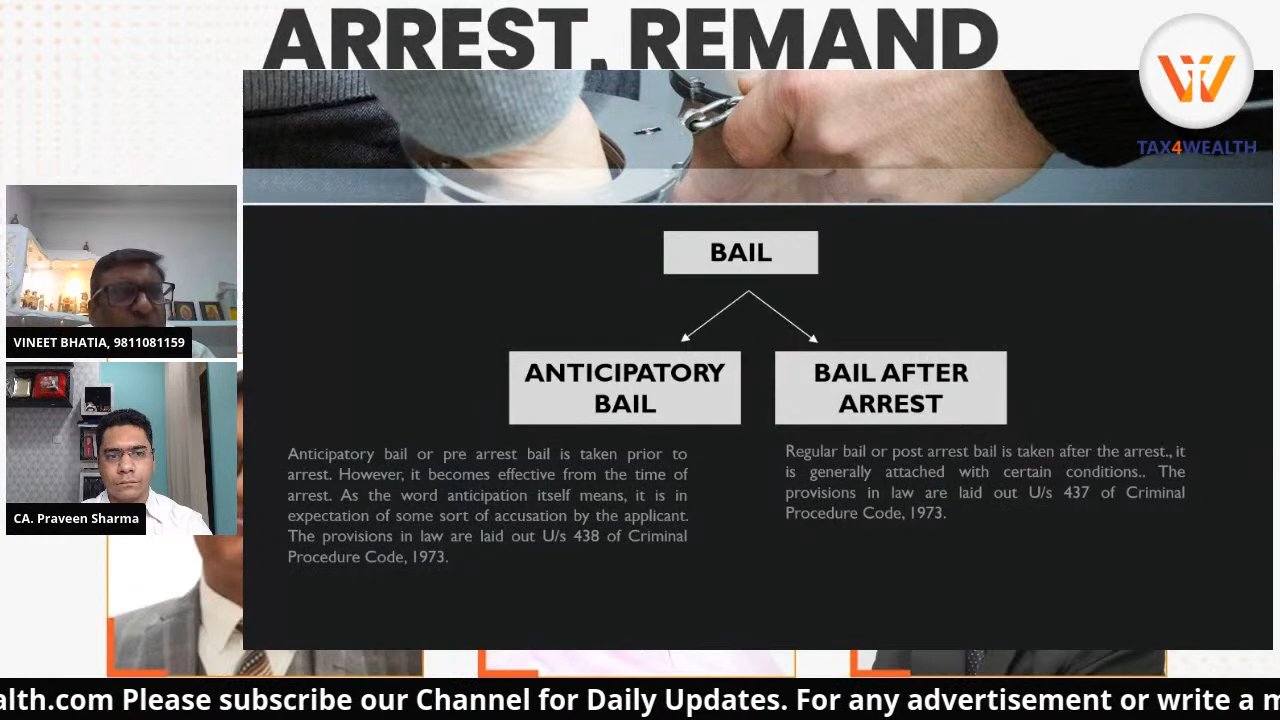 ARREST, REMAND
TAX4WEALTH
BAIL
ANTICIPATORY
BAIL
Anticipatory bail or pre arrest bail is taken prior to
arrest. However, it becomes effective from the time of
arrest. As the word anticipation itself means, it is in
expectation of some sort of accusation by the applicant.
The provisions in law are laid out U/s 438 of Criminal
Procedure Code, 1973.
BAIL AFTER
ARREST
Regular bail or post arrest bail is taken after the arrest., it
is generally attached with certain conditions.. The
provisions in law are laid out U/s 437 of Criminal
Procedure Code, 1973.
VINEET BHATIA, 9811081159
CA. Praveen Sharma
alth.com Please subscribe our Channel for Daily Updates. For any advertisement or write a m